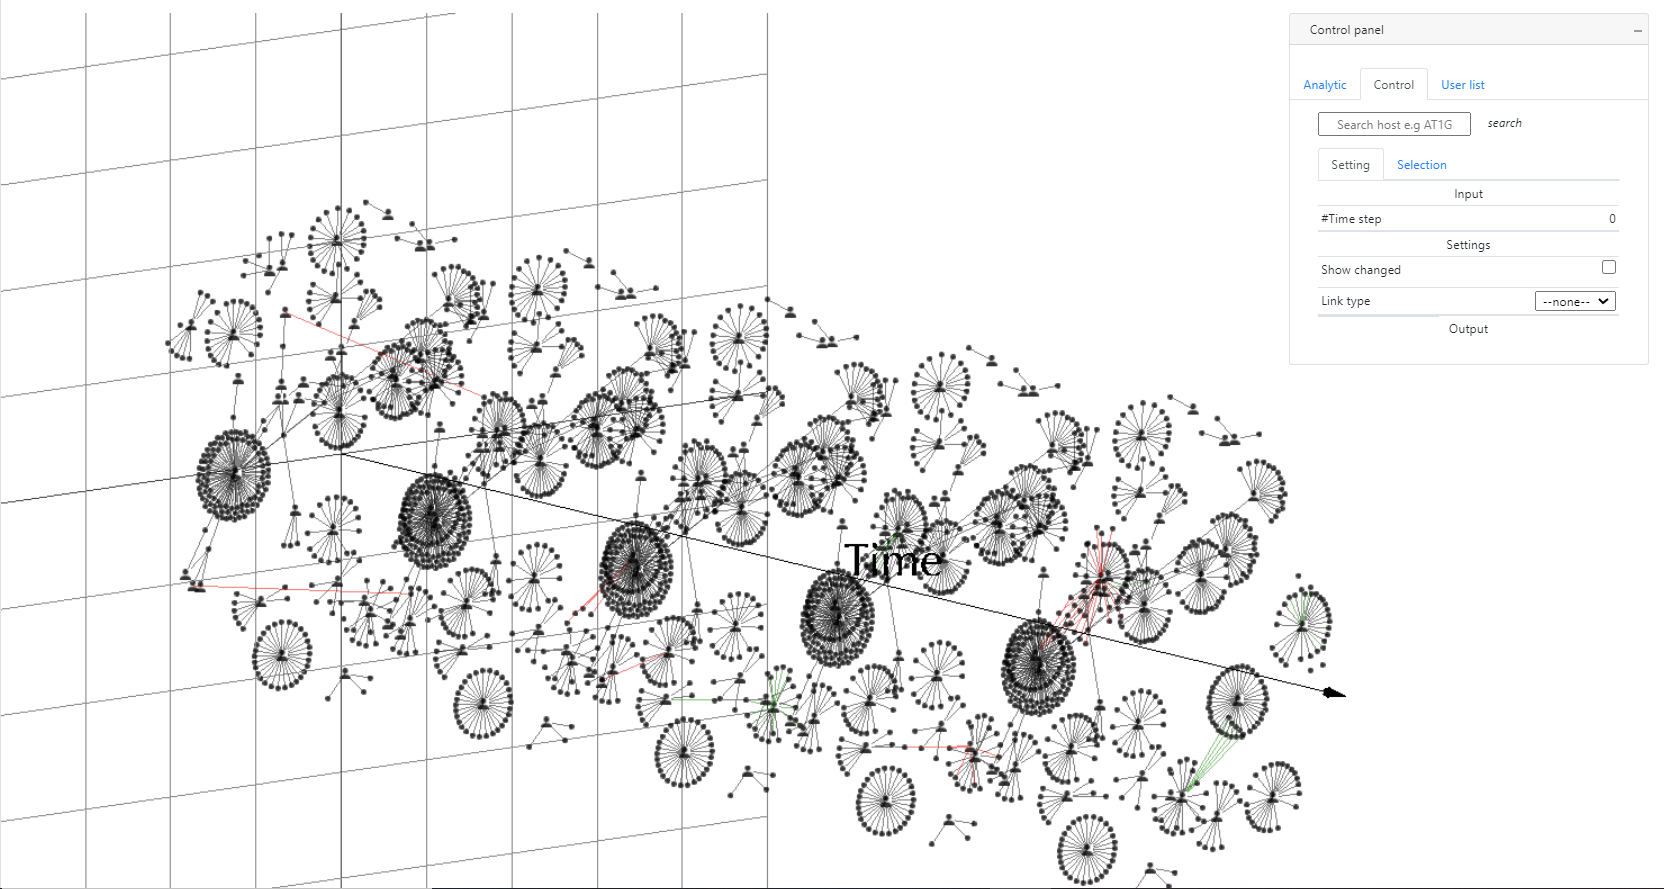 Control panel
Analytic Control User list
Search host e.g AT1G search
Setting Selection
Input
#Time step 0
Settings
Show changed
Link type --none--
Output
Time